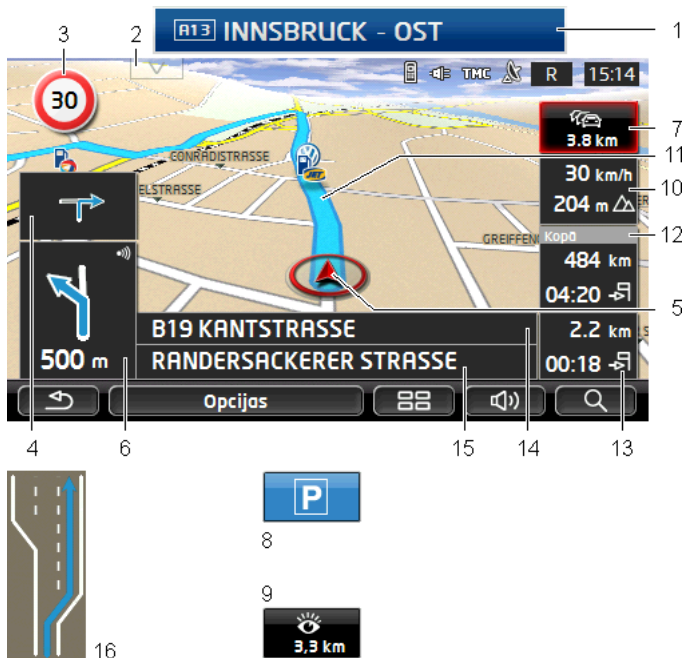 A13 INNSBRUCK - OST
1
3
2
30
TMC
R
15:14
3.8 km
7
11
CONRADISTRASSE
JET
30 km/h
10
204 m
ELSTRASSE
GREIFFEN
Kopā
12
484 km
04:20
5
B19 KANTSTRASSE
2.2 km
500 m
RANDERSACKERER STRASSE
00:18
Opcijas
4
6
15
14
13
P
8
9
3,3 km
16